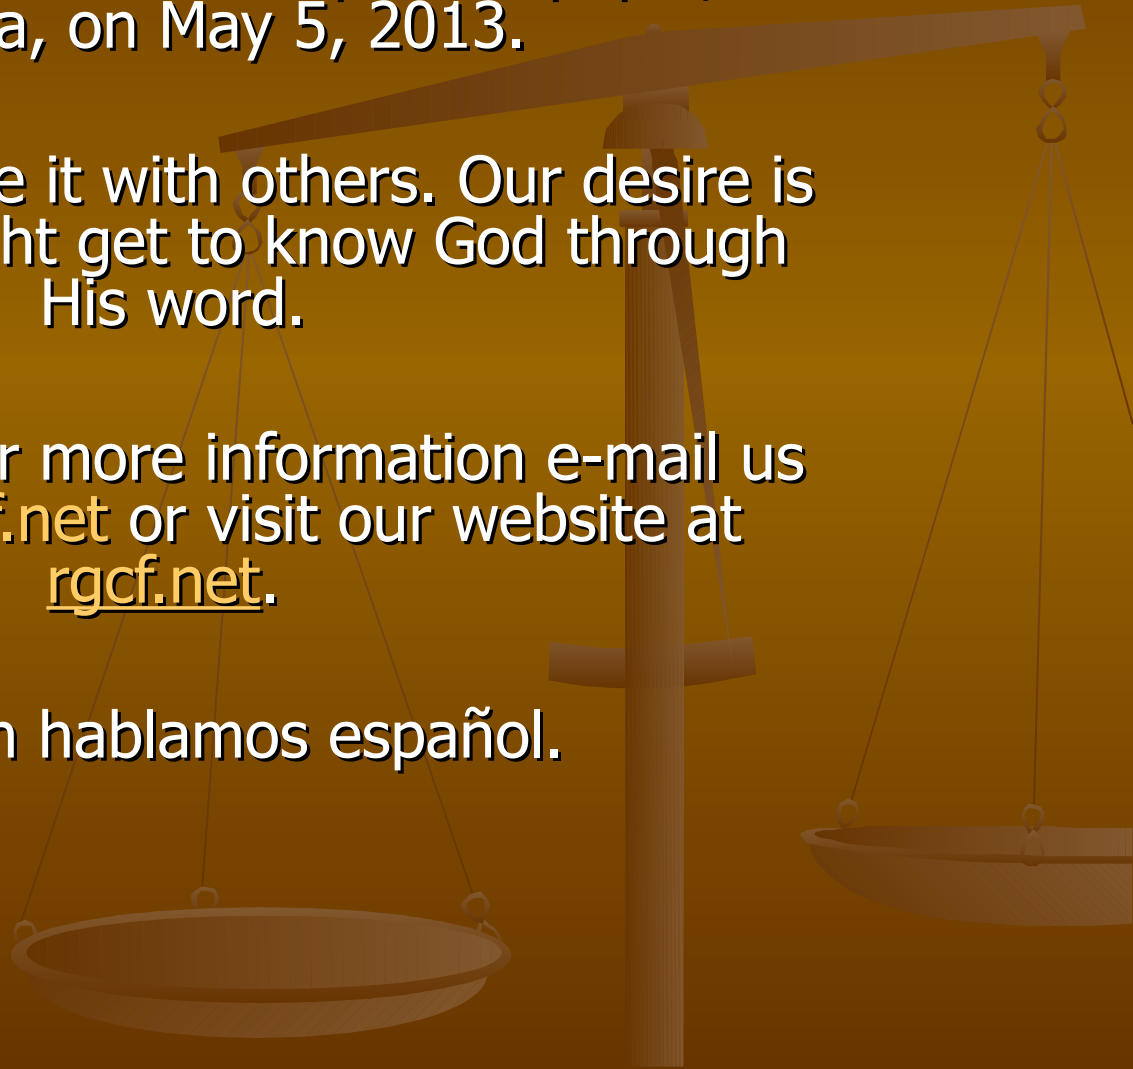 a, on May 5, 2013.
e it with others. Our desire is
ht get to know God through
His word.
r more information e-mail us
f.net or visit our website at
rgcf.net.
n hablamos español.